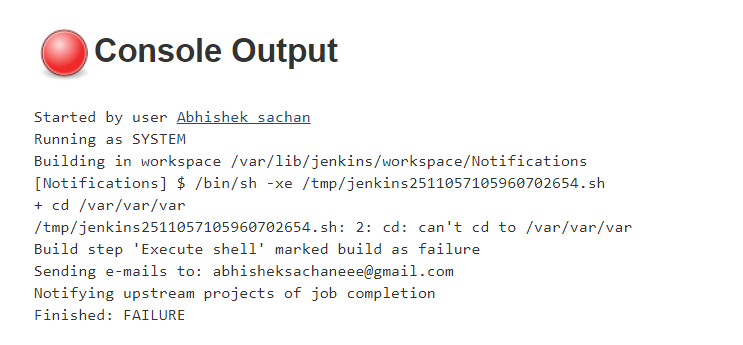 Console Output
Started by user Abhishek sachan
Running as SYSTEM
Building in workspace /var/lib/jenkins/workspace/Notifications
[Notifications] $ /bin/sh -xe /tmp/jenkins2511057105960702654.sh
+ cd /var/var/var
/tmp/jenkins2511057105960702654.sh: 2: cd: can't cd to /var/var/var
Build step 'Execute shell' marked build as failure
Sending e-mails to: abhisheksachaneee@gmail.com
Notifying upstream projects of job completion
Finished: FAILURE